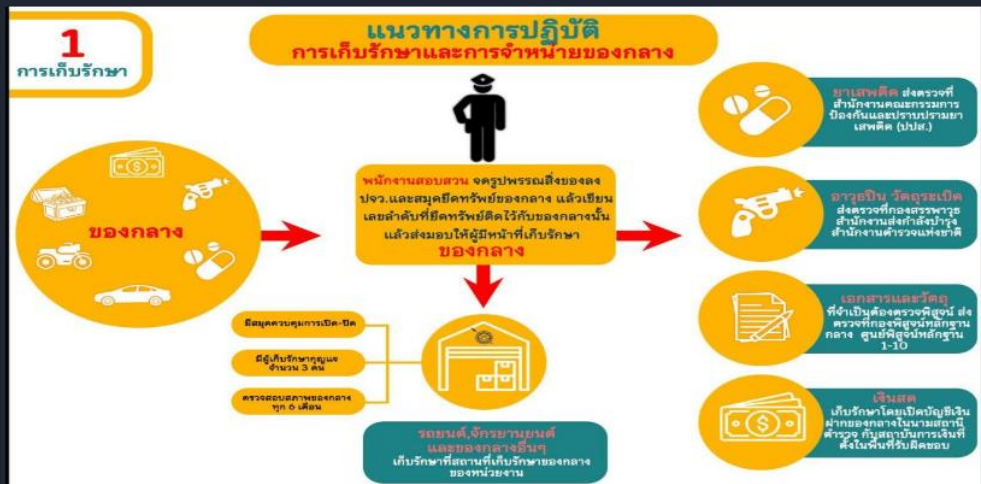 1
การเก็บรักษา
แนวทางการปฏิบัติ
การเก็บรักษาและการจำหน่ายของกลาง
ของกลาง
พนักงานสอบสวน จดรูปพรรณสิ่งของลง
ปจว.และสมุดยึดทรัพย์ของกลาง แล้วเขียน
เลขลำดับที่ยึดทรัพย์ติดไว้กับของกลางนั้น
แล้วส่งมอบให้ผู้มีหน้าที่เก็บรักษา
ของกลาง
มีสมุดควบคุมการเปิด-ปิด
มีผู้เก็บรักษากุญแจ
จำนวน 3 คน
ตรวจสอบสภาพของกลาง
ทุก 6 เดือน
รถยนต์,จักรยานยนต์
และของกลางอื่นๆ
เก็บรักษาที่สถานที่เก็บรักษาของกลาง
ของหน่วยงาน
ยาเสพติด ส่งตรวจที่
สำนักงานคณะกรรมการ
ป้องกันและปราบปรามยา
เสพติด (ปปส.)
อาวุธปืน วัตถุระเบิด
ส่งตรวจที่กองสรรพาวุธ
สำนักงานส่งกำลังบำรุง
สำนักงานตำรวจแห่งชาติ
เอกสารและวัตถุ
ที่จำเป็นต้องตรวจพิสูจน์ ส่ง
ตรวจที่กองพิสูจน์หลักฐาน
กลาง ศูนย์พิสูจน์หลักฐาน
1-10
เงินสด
เก็บรักษาโดยเปิดบัญชีเงิน
ฝากของกลางในนามสถานี
ตำรวจ กับสถาบันการเงินที่
ตั้งในพื้นที่รับผิดชอบ